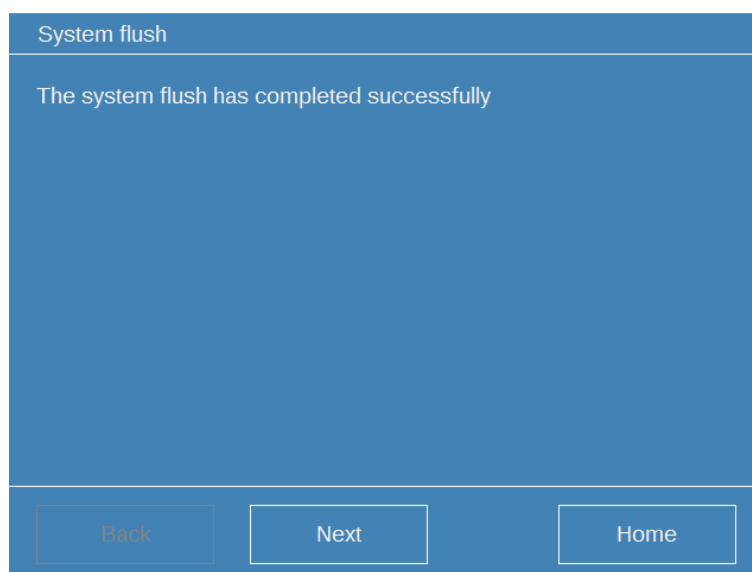 System flush
The system flush has completed successfully
Back
Next
Home